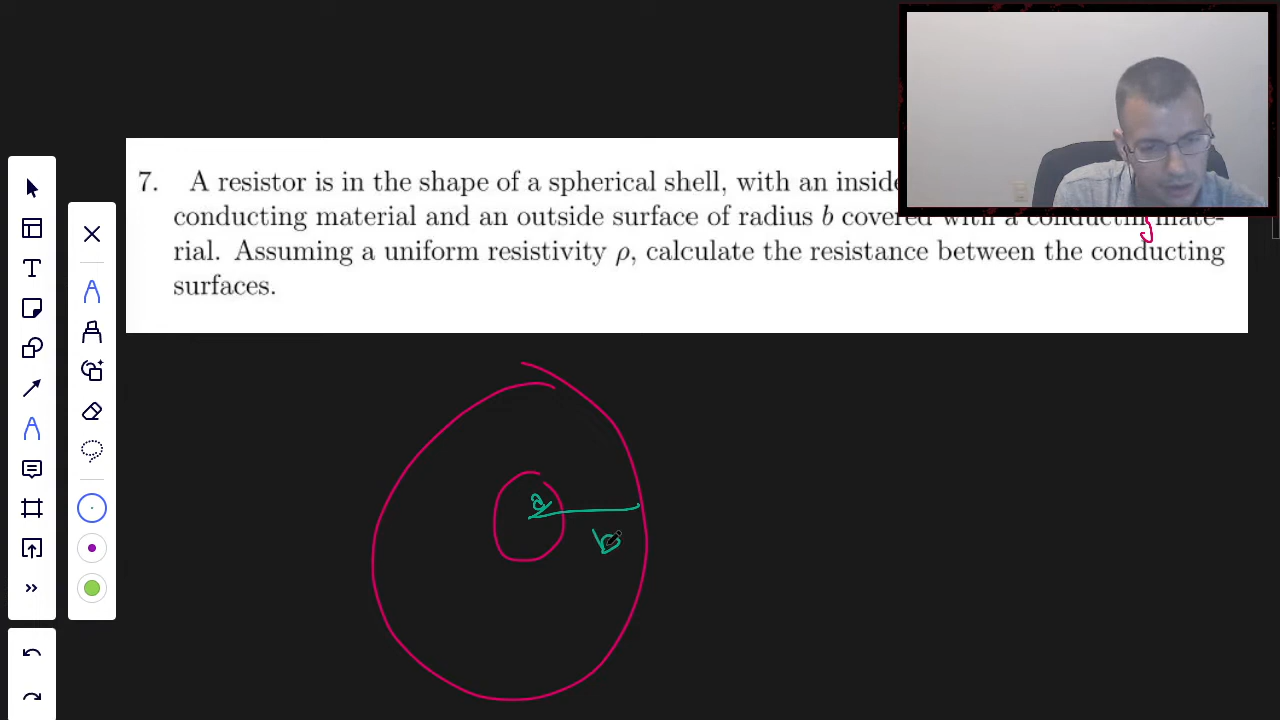 7. A resistor is in the shape of a spherical shell, with an inside
conducting material and an outside surface of radius b covered with a conductin mate-
g
rial. Assuming a uniform resistivity ρ, calculate the resistance between the conducting
surfaces.
a
b